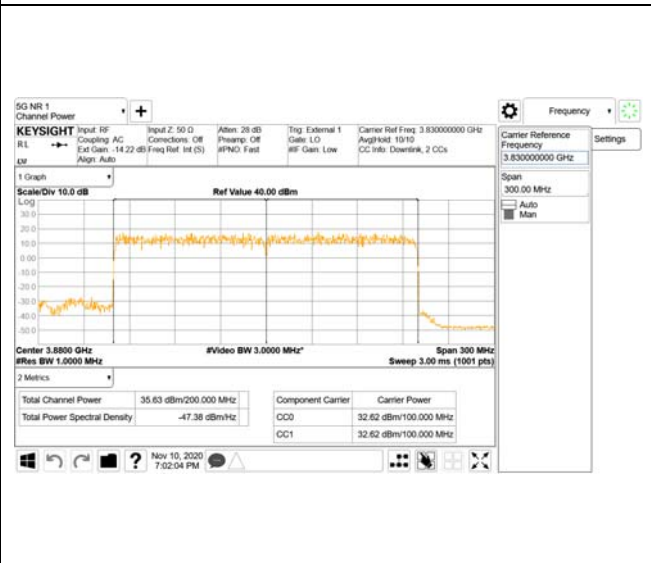 5G NR 1
Channel Power
Frequency
KEYSIGHT Input: RF Input Z: 50 Ω Atten: 28 dB Trig: External 1 Carrier Ref Freq: 3.830000000 GHz
RL Coupling: AC Corrections: Off Preamp: Off Gate: LO Avg|Hold: 10/10
Ext Gain: -14.22 dB Freq Ref: Int (S) #PNO: Fast #IF Gain: Low CC Info: Downlink, 2 CCs
Align: Auto
Carrier Reference
Frequency
3.830000000 GHz
Settings
Span
300.00 MHz
Auto
Man
1 Graph
Scale/Div 10.0 dB Ref Value 40.00 dBm
Log
30.0
20.0
10.0
0.00
-10.0
-20.0
-30.0
-40.0
-50.0
Center 3.8800 GHz #Video BW 3.0000 MHz* Span 300 MHz
#Res BW 1.0000 MHz Sweep 3.00 ms (1001 pts)
2 Metrics
Total Channel Power 35.63 dBm/200.000 MHz
Total Power Spectral Density -47.38 dBm/Hz
Component Carrier Carrier Power
CC0 32.62 dBm/100.000 MHz
CC1 32.62 dBm/100.000 MHz
Nov 10, 2020
7:02:04 PM